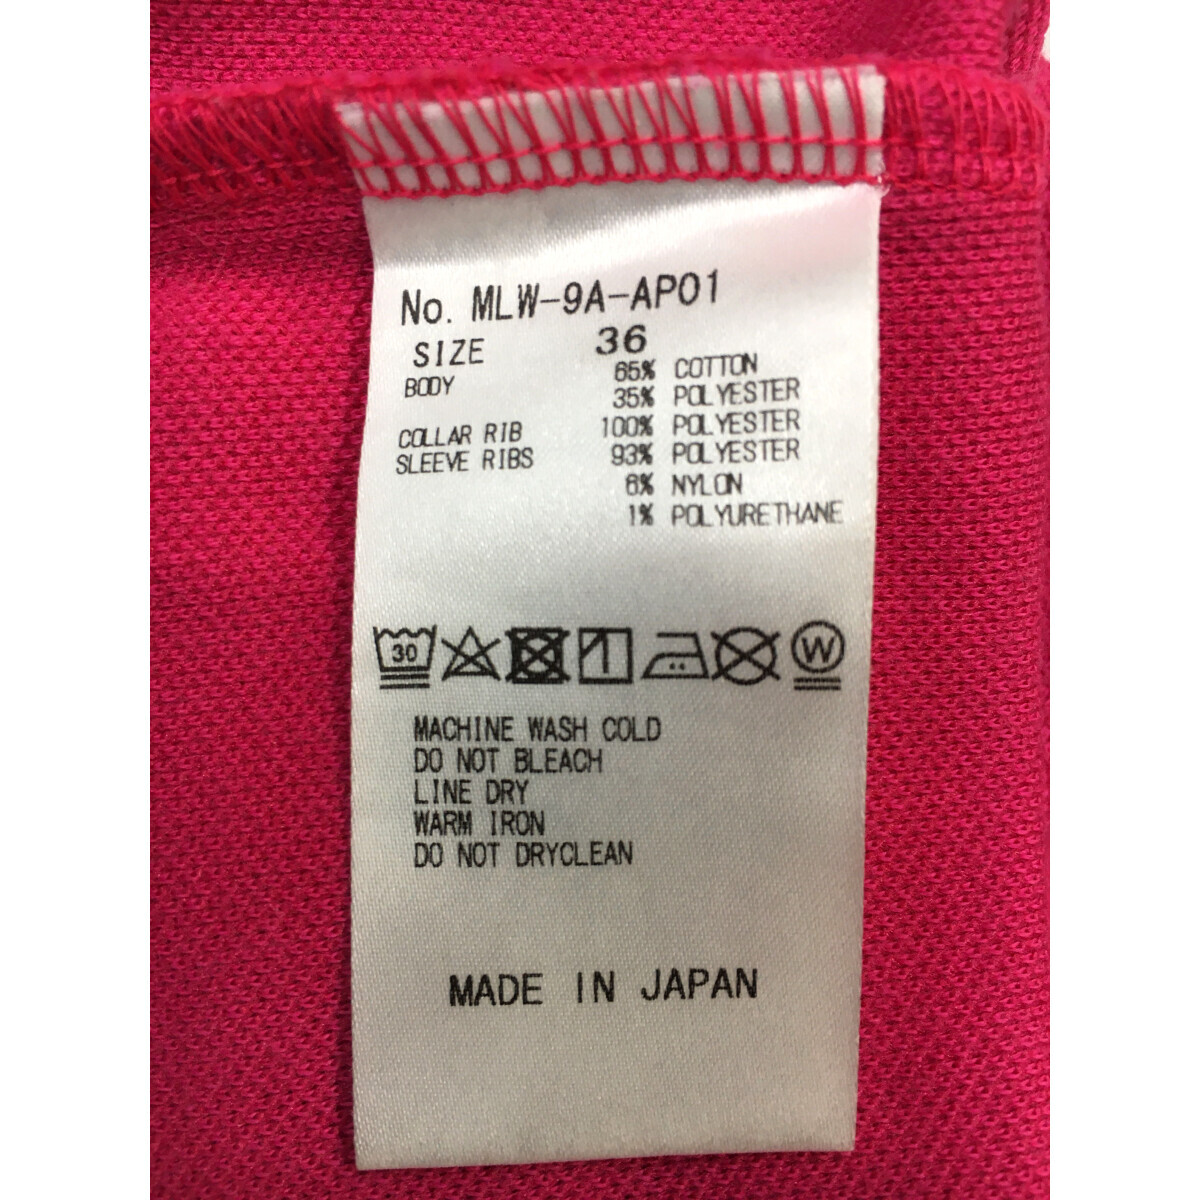 No. MLW-9A-AP01
SIZE 36
BODY 65% COTTON
35% POLYESTER
COLLAR RIB 100% POLYESTER
SLEEVE RIBS 93% POLYESTER
6% NYLON
1% POLYURETHANE
30 W
MACHINE WASH COLD
DO NOT BLEACH
LINE DRY
WARM IRON
DO NOT DRYCLEAN
MADE IN JAPAN